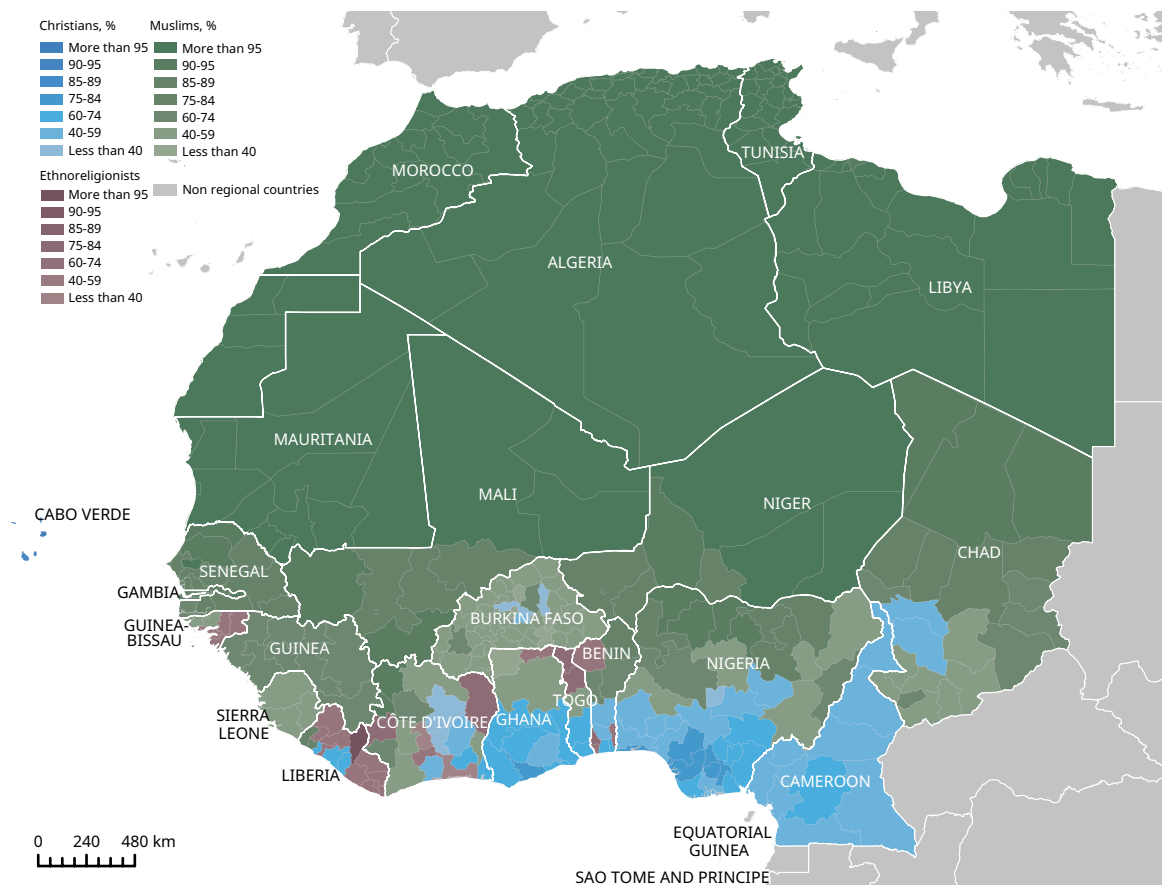 Christians, %
More than 95
90-95
85-89
75-84
60-74
40-59
Less than 40
Muslims, %
More than 95
90-95
85-89
75-84
60-74
40-59
Less than 40
Ethnoreligionists
More than 95
90-95
85-89
75-84
60-74
40-59
Less than 40
Non regional countries
MOROCCO
TUNISIA
ALGERIA
LIBYA
MAURITANIA
MALI
NIGER
CHAD
CABO VERDE
SENEGAL
GAMBIA
GUINEA-
BISSAU
GUINEA
BURKINA FASO
BENIN
NIGERIA
TOGO
SIERRA
LEONE
CÔTE D'IVOIRE
GHANA
LIBERIA
CAMEROON
EQUATORIAL
GUINEA
SAO TOME AND PRINCIPE
0 240 480 km